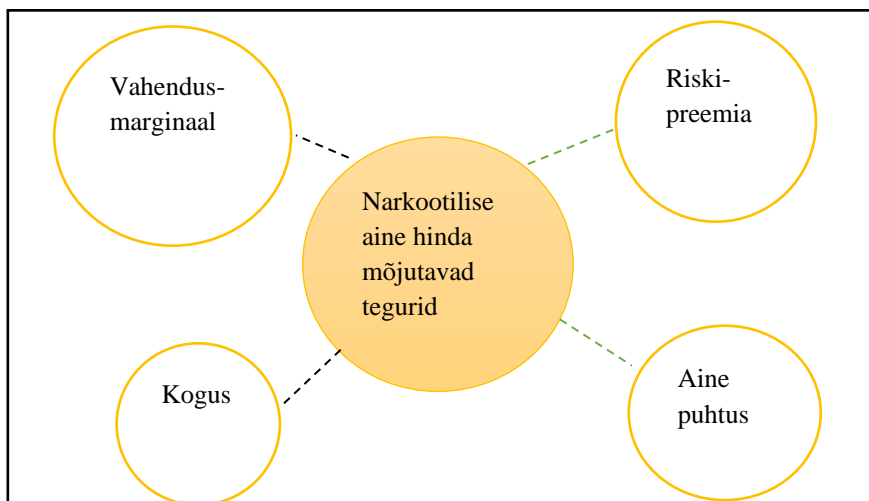 Vahendus-
marginaal
Riski-
preemia
Narkootilise
aine hinda
mõjutavad
tegurid
Kogus
Aine
puhtus